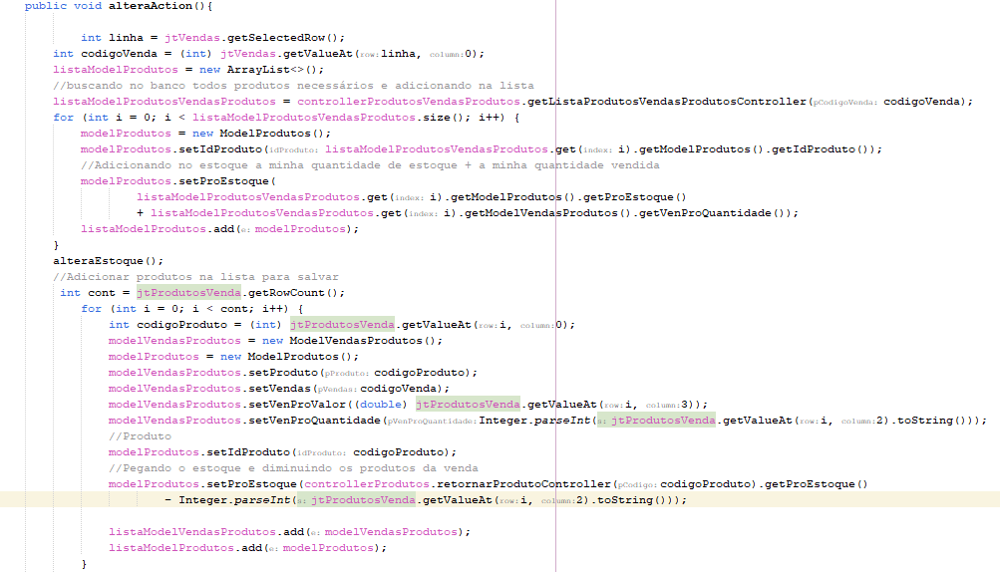 public void alteraAction(){
int linha = jtVendas.getSelectedRow();
int codigoVenda = (int) jtVendas.getValueAt(row:linha, column:0);
listaModelProdutos = new ArrayList<>();
//buscando no banco todos produtos necessários e adicionando na lista
listaModelProdutosVendasProdutos = controllerProdutosVendasProdutos.getListaProdutosVendasProdutosController(pCodigoVenda: codigoVenda);
for (int i = 0; i < listaModelProdutosVendasProdutos.size(); i++) {
modelProdutos = new ModelProdutos();
modelProdutos.setIdProduto(idProduto: listaModelProdutosVendasProdutos.get(index: i).getModelProdutos().getIdProduto());
//Adicionando no estoque a minha quantidade de estoque + a minha quantidade vendida
modelProdutos.setProEstoque(
listaModelProdutosVendasProdutos.get(index: i).getModelProdutos().getProEstoque()
+ listaModelProdutosVendasProdutos.get(index: i).getModelVendasProdutos().getVenProQuantidade());
listaModelProdutos.add(e: modelProdutos);
}
alteraEstoque();
//Adicionar produtos na lista para salvar
int cont = jtProdutosVenda.getRowCount();
for (int i = 0; i < cont; i++) {
int codigoProduto = (int) jtProdutosVenda.getValueAt(row:i, column:0);
modelVendasProdutos = new ModelVendasProdutos();
modelProdutos = new ModelProdutos();
modelVendasProdutos.setProduto(pProduto: codigoProduto);
modelVendasProdutos.setVendas(pVendas: codigoVenda);
modelVendasProdutos.setVenProValor((double) jtProdutosVenda.getValueAt(row:i, column:3));
modelVendasProdutos.setVenProQuantidade(pVenProQuantidade: Integer.parseInt(s: jtProdutosVenda.getValueAt(row:i, column:2).toString()));
//Produto
modelProdutos.setIdProduto(idProduto: codigoProduto);
//Pegando o estoque e diminuindo os produtos da venda
modelProdutos.setProEstoque(controllerProdutos.retornarProdutoController(pCodigo: codigoProduto).getProEstoque()
- Integer.parseInt(s: jtProdutosVenda.getValueAt(row:i, column:2).toString()));
listaModelVendasProdutos.add(e: modelVendasProdutos);
listaModelProdutos.add(e: modelProdutos);
}